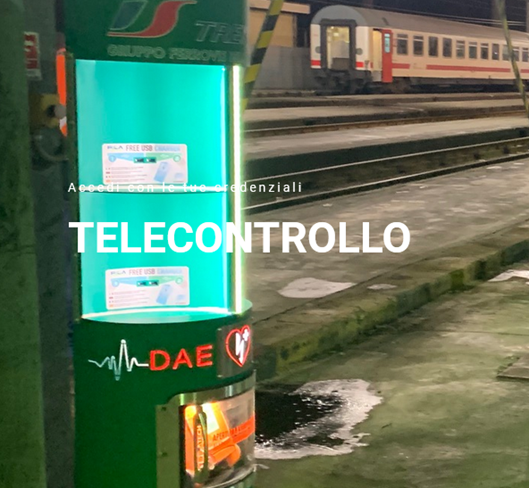 GRUPPO FERROVIE
FREE USB CHARGER
Accedi con le tue credenziali
TELECONTROLLO
FREE USB CHARGER
DAE